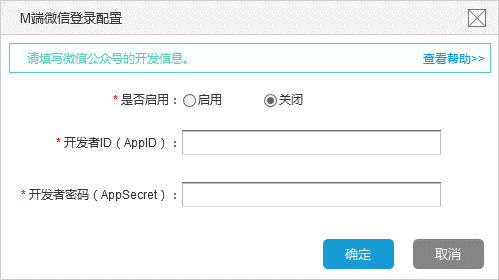 M端微信登录配置
请填写微信公众号的开发信息。 查看帮助>>
* 是否启用：启用 关闭
* 开发者ID（AppID）：
* 开发者密码（AppSecret）：
确定 取消